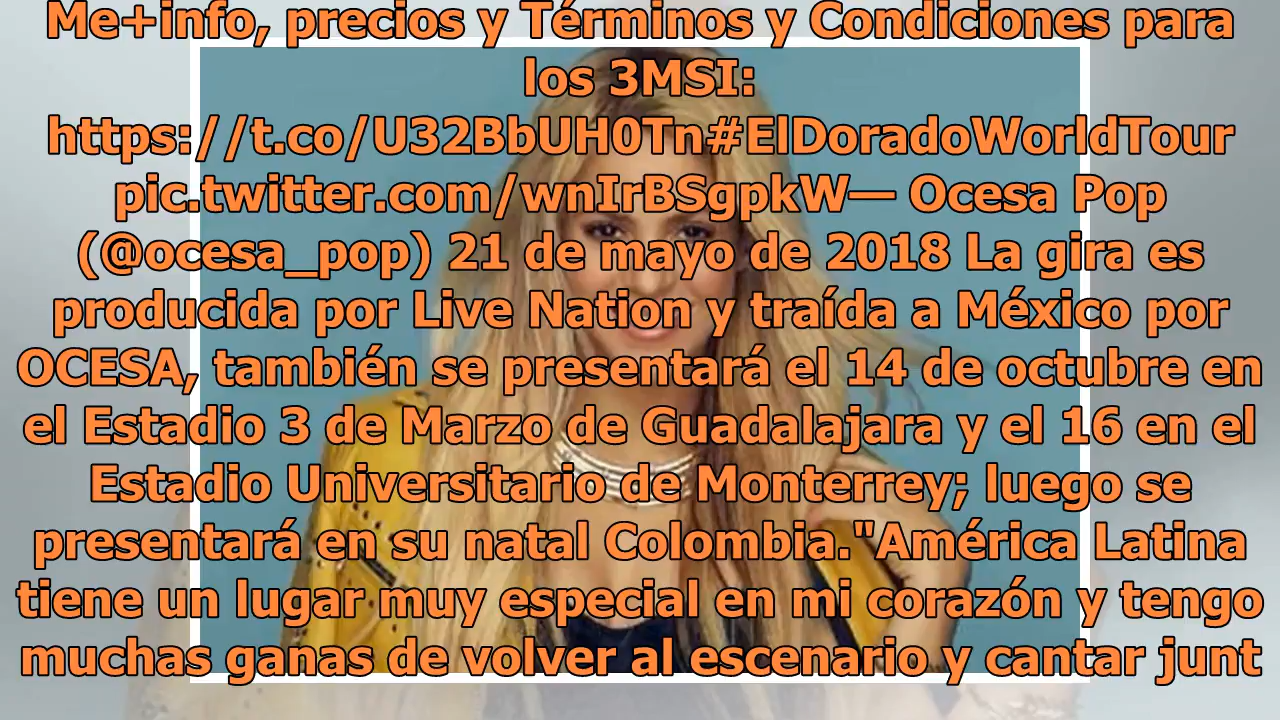 Me+info, precios y Términos y Condiciones para
los 3MSI:
https://t.co/U32BbUH0Tn#ElDoradoWorldTour
pic.twitter.com/wnIrBSgpkW— Ocesa Pop
(@ocesa_pop) 21 de mayo de 2018 La gira es
producida por Live Nation y traída a México por
OCESA, también se presentará el 14 de octubre en
el Estadio 3 de Marzo de Guadalajara y el 16 en el
Estadio Universitario de Monterrey; luego se
presentará en su natal Colombia."América Latina
tiene un lugar muy especial en mi corazón y tengo
muchas ganas de volver al escenario y cantar junt